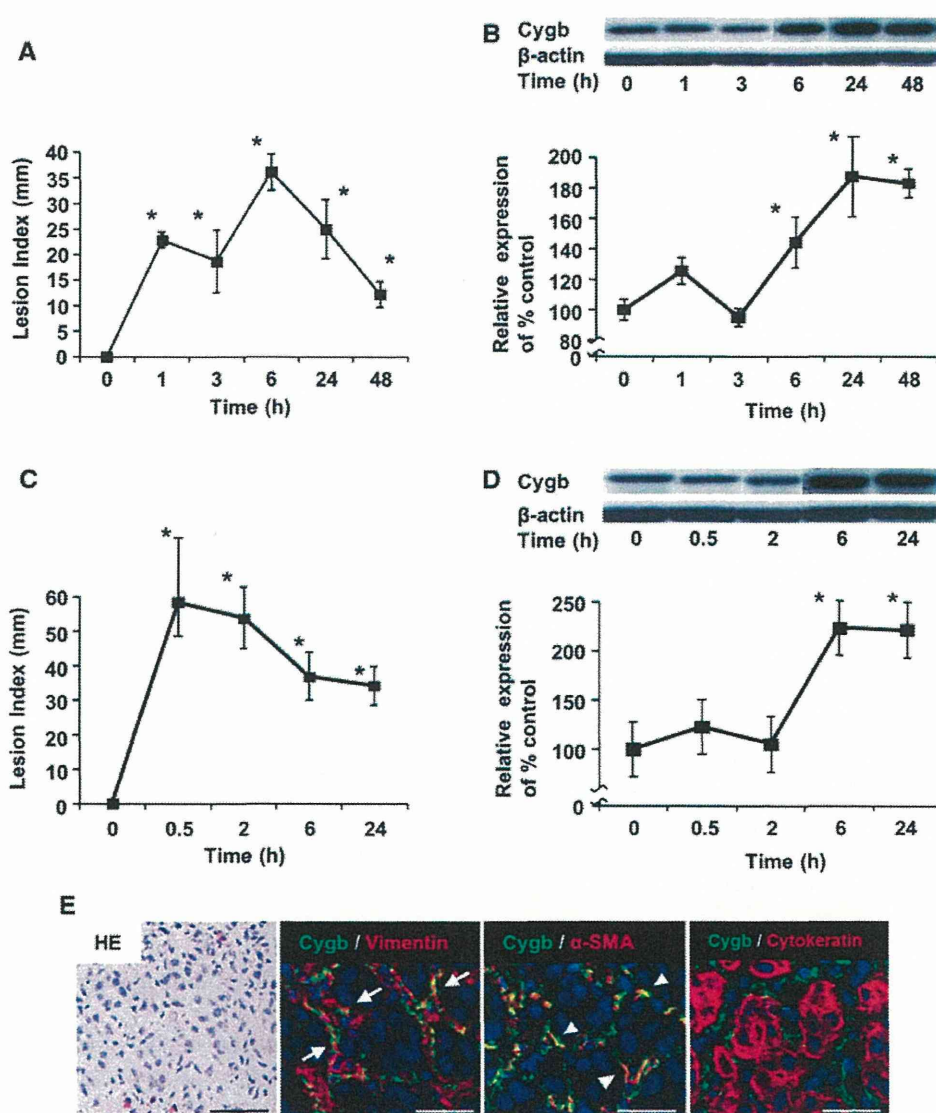 A
Lesion Index (mm)
40
35
30
25
20
15
10
5
0
*
*
*
*
*
0 1 3 6 24 48
Time (h)
B
Cygb
β-actin
Time (h) 0 1 3 6 24 48
Relative expression
of % control
200
180
160
140
120
100
80
0
*
*
*
0 1 3 6 24 48
Time (h)
C
Lesion Index (mm)
60
50
40
30
20
10
0
*
*
*
*
0 0.5 2 6 24
Time (h)
D
Cygb
β-actin
Time (h) 0 0.5 2 6 24
Relative expression
of % control
250
200
150
100
0
*
*
0 0.5 2 6 24
Time (h)
E
HE
Cygb / Vimentin
Cygb / α-SMA
Cygb / Cytokeratin